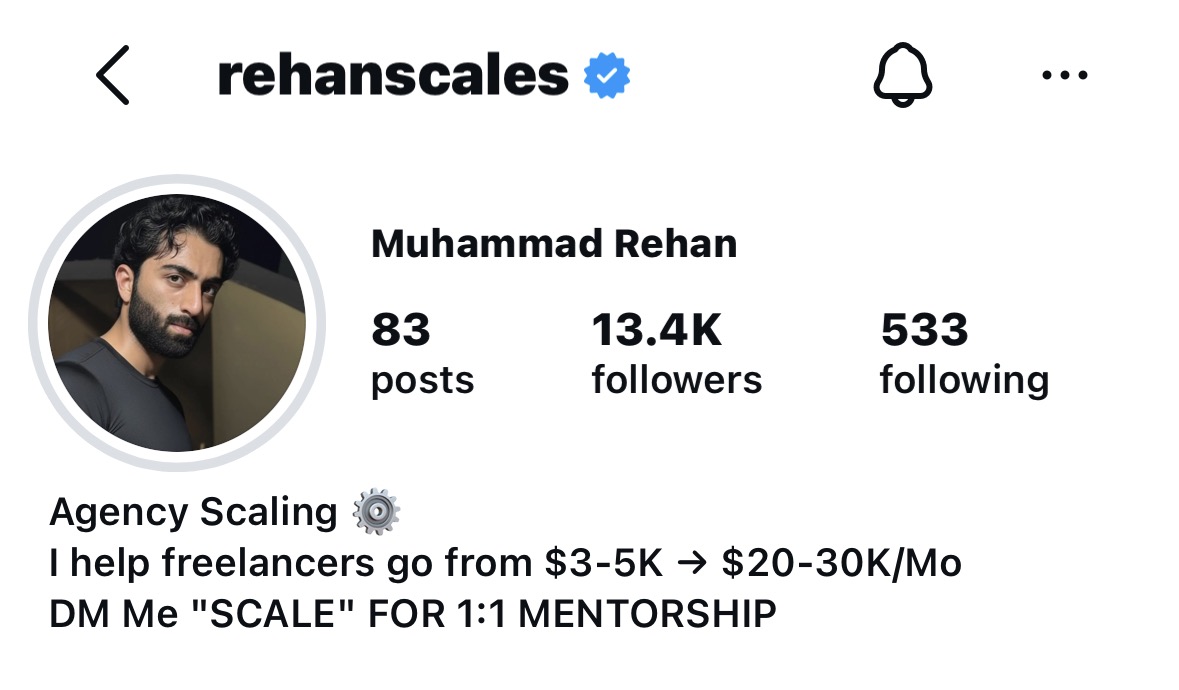 rehanscales
Muhammad Rehan
83 13.4K 533
posts followers following
Agency Scaling ⚙️
I help freelancers go from $3-5K → $20-30K/Mo
DM Me "SCALE" FOR 1:1 MENTORSHIP